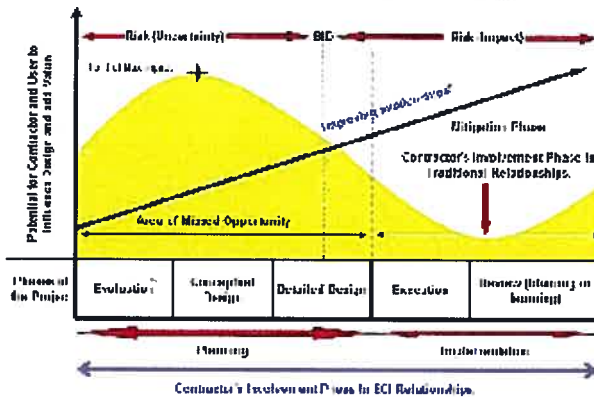 Risk (Uncertainty)
BID
Risk (Impact)
Potential for Contractor and User to
Influence Design and add Value
Mitigation Phase
Contractor's Involvement Phase in
Traditional Relationships.
Area of Missed Opportunity
Phases of
the Project
Evaluation
Conceptual
Design
Detailed Design
Execution
Planning
Implementation
Contractor's Involvement Phase in ECI Relationships.